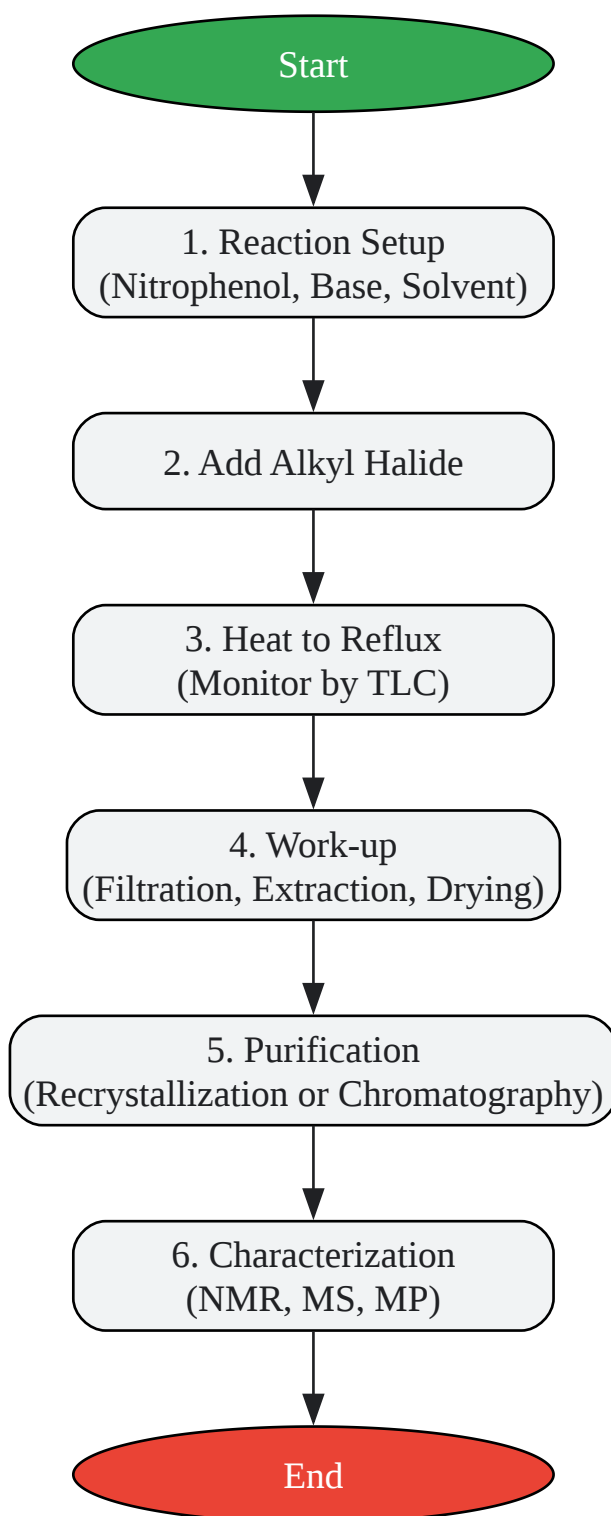 Start
1. Reaction Setup
(Nitrophenol, Base, Solvent)
2. Add Alkyl Halide
3. Heat to Reflux
(Monitor by TLC)
4. Work-up
(Filtration, Extraction, Drying)
5. Purification
(Recrystallization or Chromatography)
6. Characterization
(NMR, MS, MP)
End